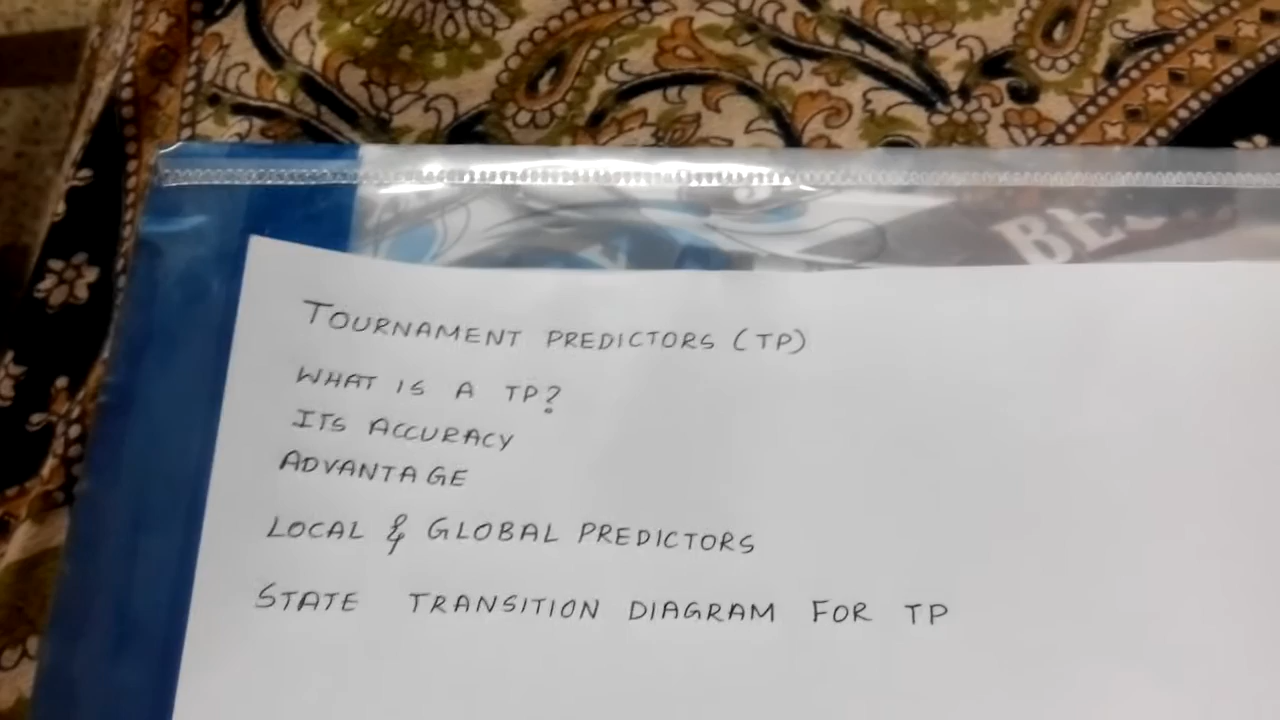 TOURNAMENT PREDICTORS (TP)
WHAT IS A TP?
ITS ACCURACY
ADVANTAGE
LOCAL & GLOBAL PREDICTORS
STATE TRANSITION DIAGRAM FOR TP